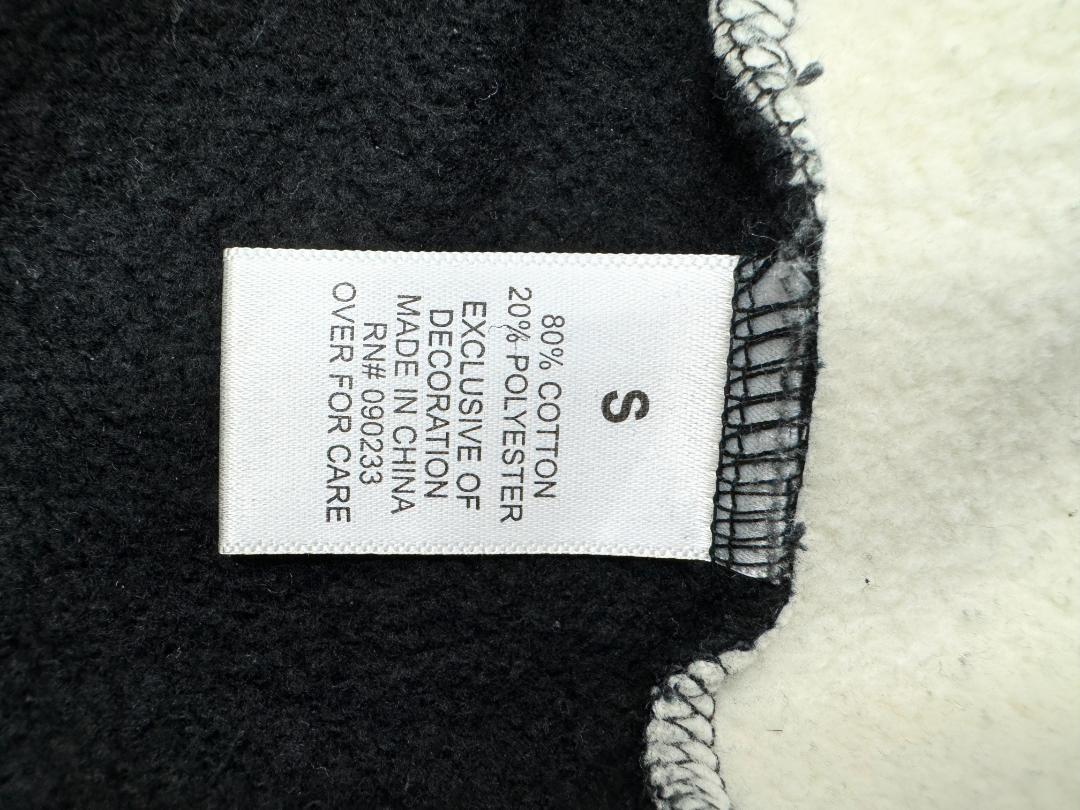 S
80% COTTON
20% POLYESTER
EXCLUSIVE OF
DECORATION
MADE IN CHINA
RN# 090233
OVER FOR CARE